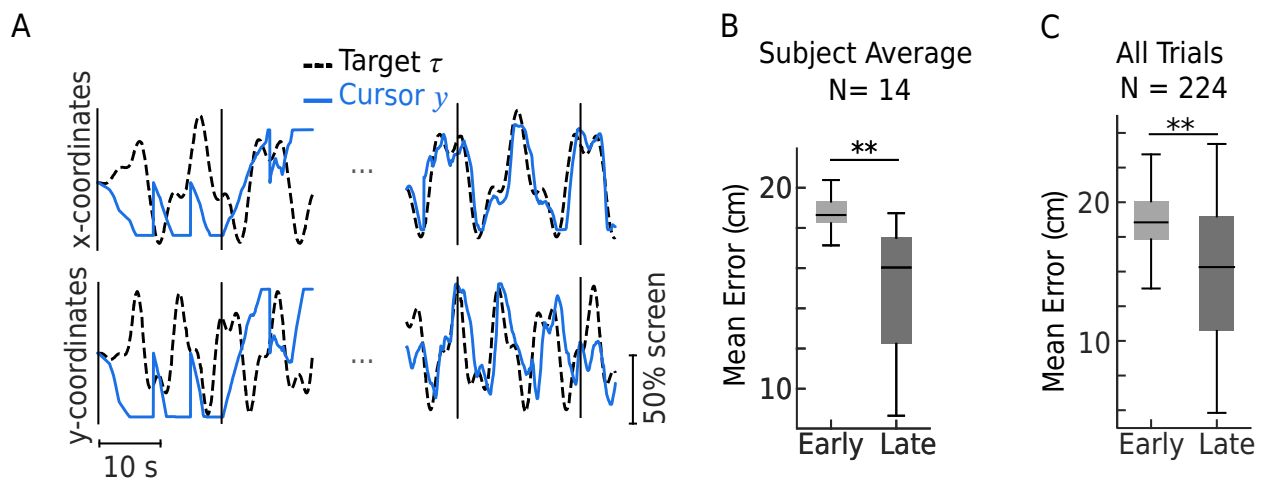 A
Target τ
Cursor y
x-coordinates
...
y-coordinates
...
50% screen
10 s
B
Subject Average
N= 14
**
Mean Error (cm)
20
10
Early Late
C
All Trials
N = 224
**
Mean Error (cm)
20
10
Early Late